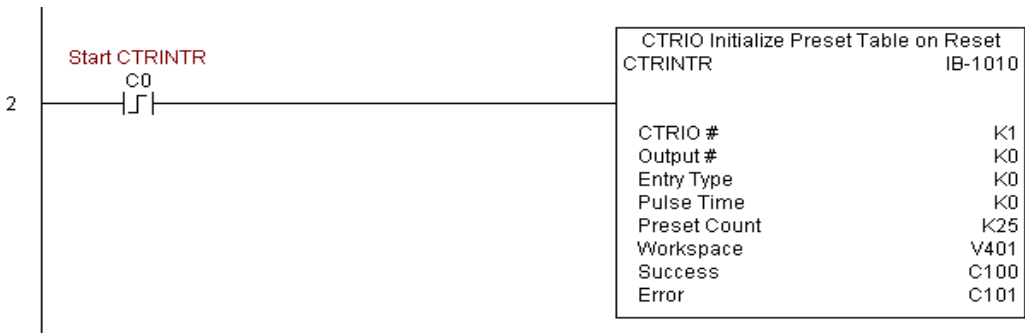 Start CTRINTR
C0
2
CTRIO Initialize Preset Table on Reset
CTRINTR IB-1010
CTRIO # K1
Output # K0
Entry Type K0
Pulse Time K0
Preset Count K25
Workspace V401
Success C100
Error C101